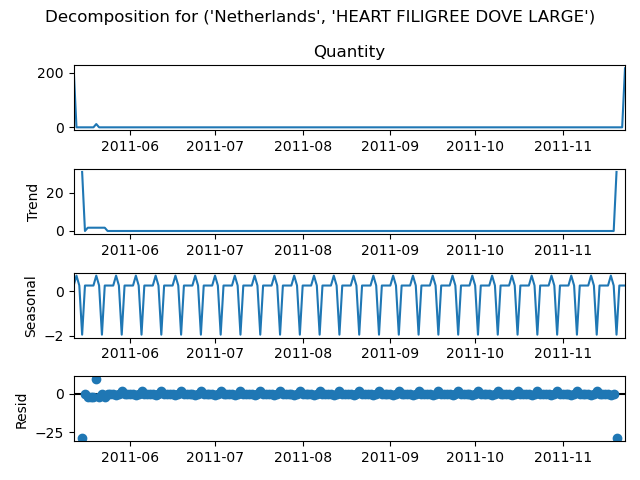 Decomposition for ('Netherlands', 'HEART FILIGREE DOVE LARGE')
Quantity
200
0
2011-06 2011-07 2011-08 2011-09 2011-10 2011-11
Trend
20
0
2011-06 2011-07 2011-08 2011-09 2011-10 2011-11
Seasonal
0
−2
2011-06 2011-07 2011-08 2011-09 2011-10 2011-11
Resid
0
−25
2011-06 2011-07 2011-08 2011-09 2011-10 2011-11